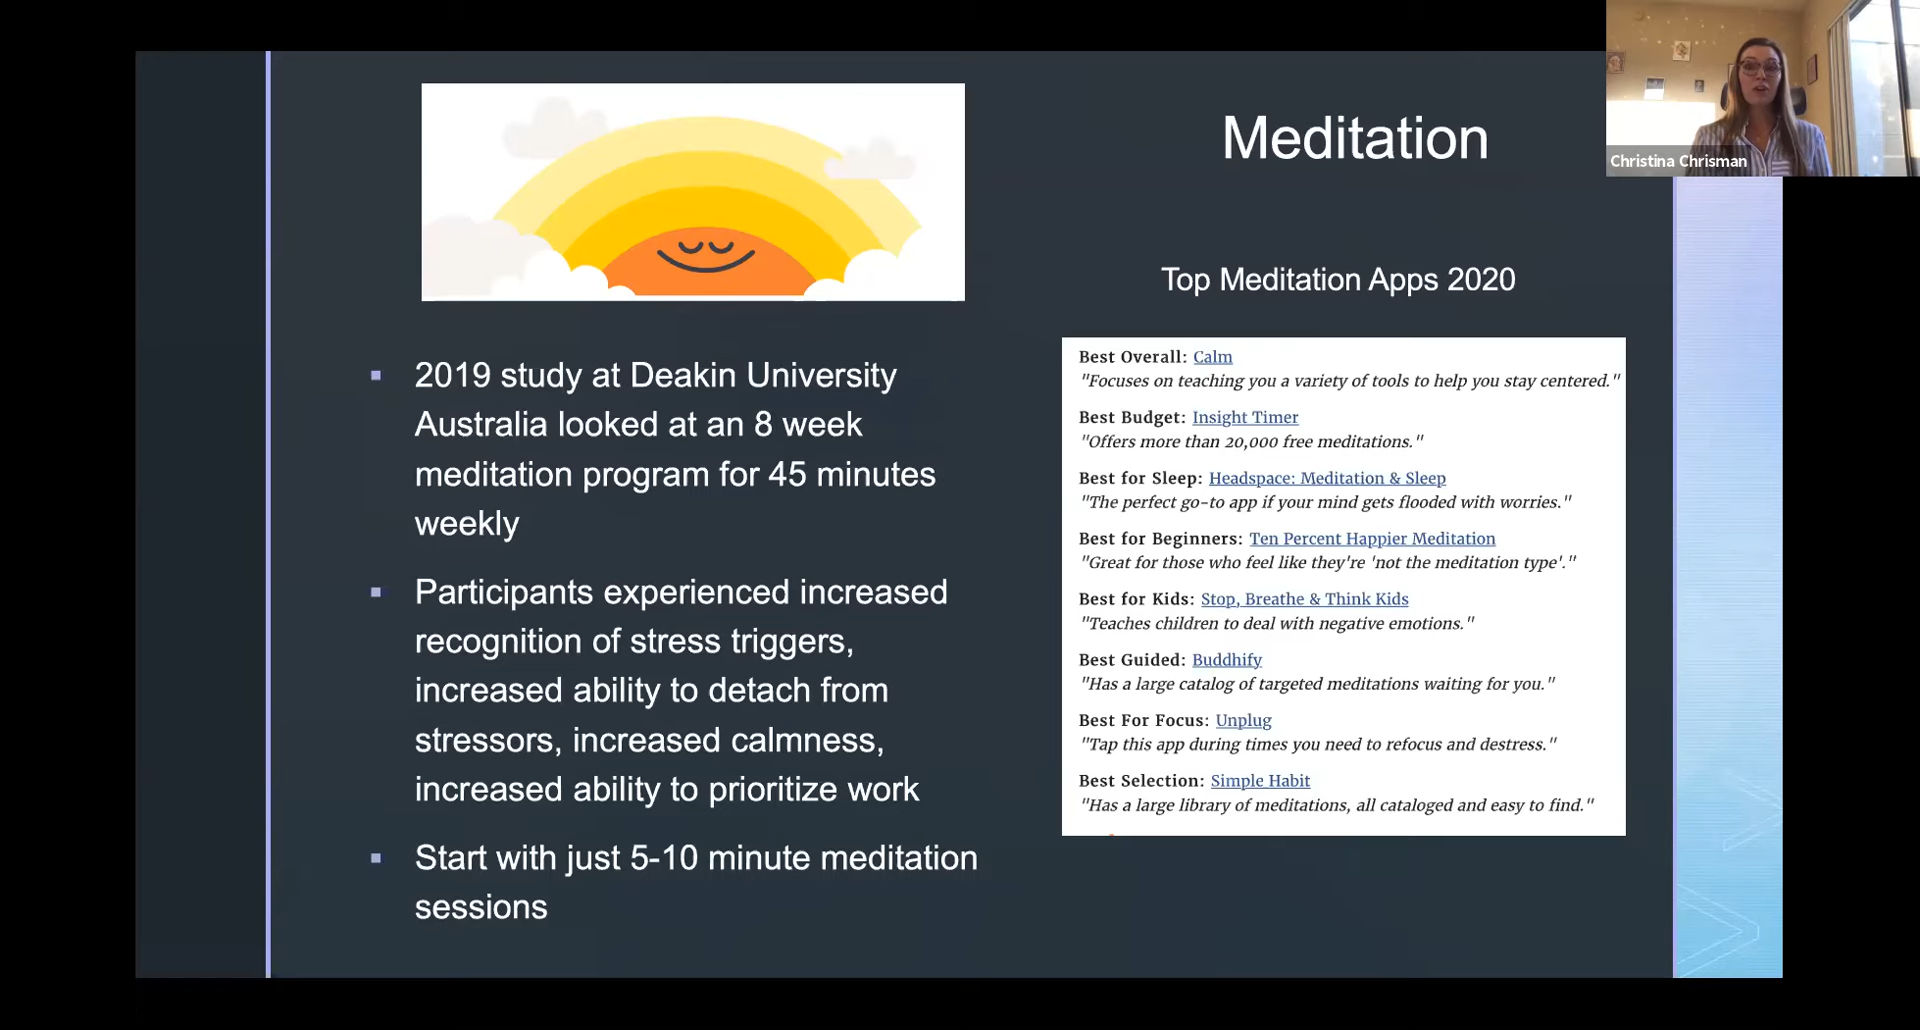 Meditation
Christina Chrisman
Top Meditation Apps 2020
2019 study at Deakin University
Australia looked at an 8 week
meditation program for 45 minutes
weekly
Participants experienced increased
recognition of stress triggers,
increased ability to detach from
stressors, increased calmness,
increased ability to prioritize work
Start with just 5-10 minute meditation
sessions
Best Overall: Calm
"Focuses on teaching you a variety of tools to help you stay centered."
Best Budget: Insight Timer
"Offers more than 20,000 free meditations."
Best for Sleep: Headspace: Meditation & Sleep
"The perfect go-to app if your mind gets flooded with worries."
Best for Beginners: Ten Percent Happier Meditation
"Great for those who feel like they're 'not the meditation type'."
Best for Kids: Stop, Breathe & Think Kids
"Teaches children to deal with negative emotions."
Best Guided: Buddhify
"Has a large catalog of targeted meditations waiting for you."
Best For Focus: Unplug
"Tap this app during times you need to refocus and destress."
Best Selection: Simple Habit
"Has a large library of meditations, all cataloged and easy to find."